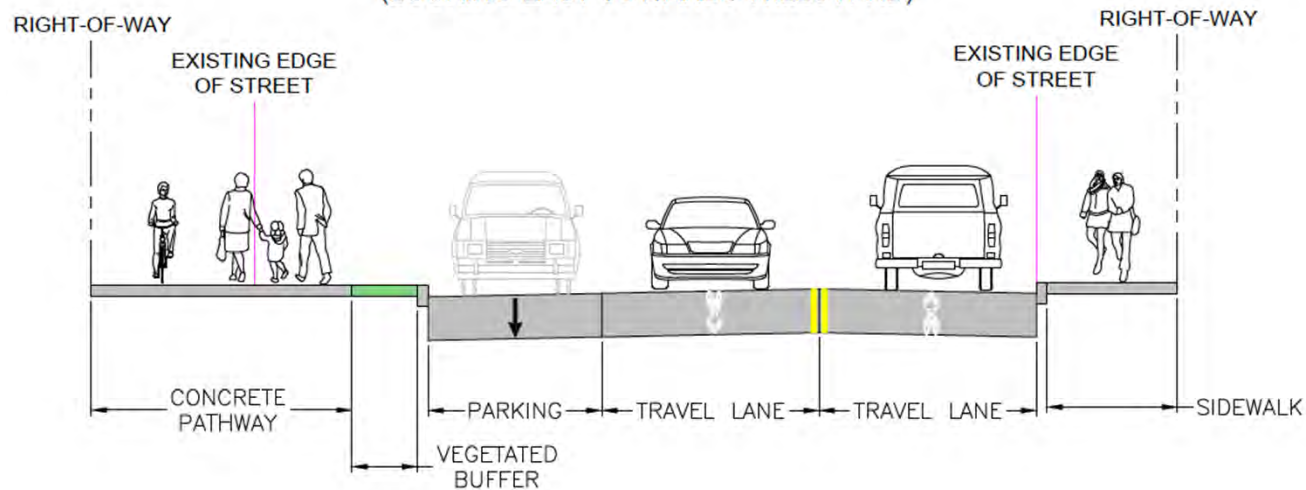 RIGHT-OF-WAY
RIGHT-OF-WAY
EXISTING EDGE
OF STREET
EXISTING EDGE
OF STREET
CONCRETE
PATHWAY
PARKING
TRAVEL LANE
TRAVEL LANE
SIDEWALK
VEGETATED
BUFFER